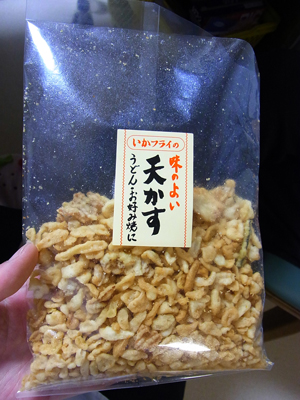 いかフライの
味のよい
天かす
うどん・お好み焼に